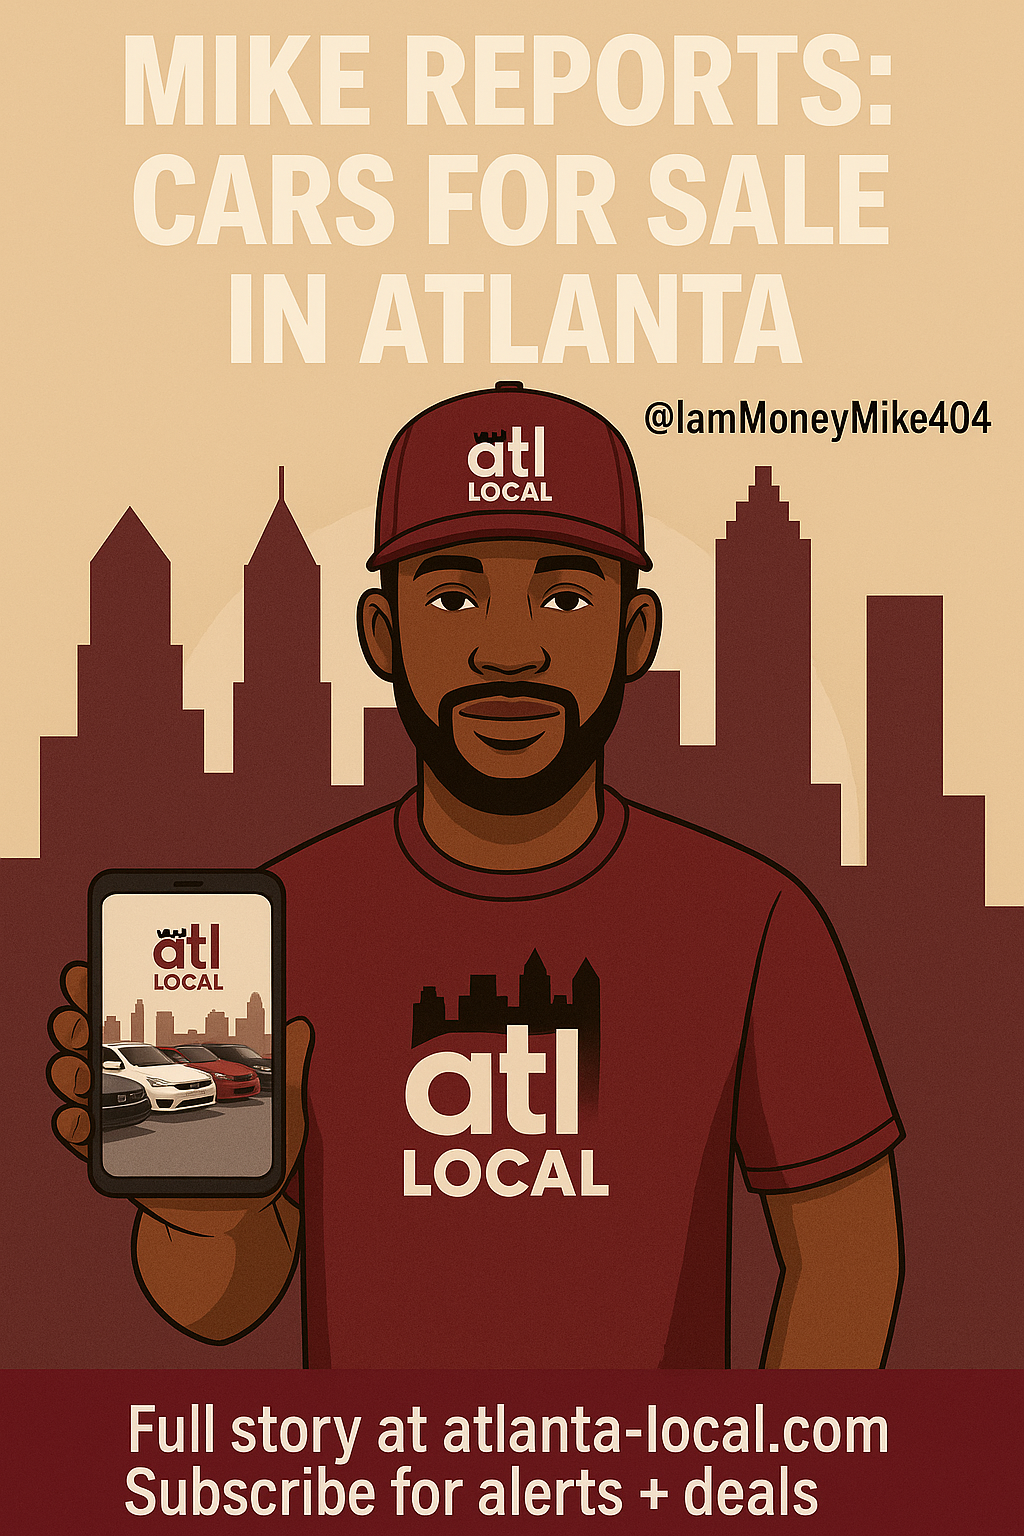 MIKE REPORTS:
CARS FOR SALE
IN ATLANTA
@IamMoneyMike404
atl
LOCAL
atl
LOCAL
atl
LOCAL
Full story at atlanta-local.com
Subscribe for alerts + deals